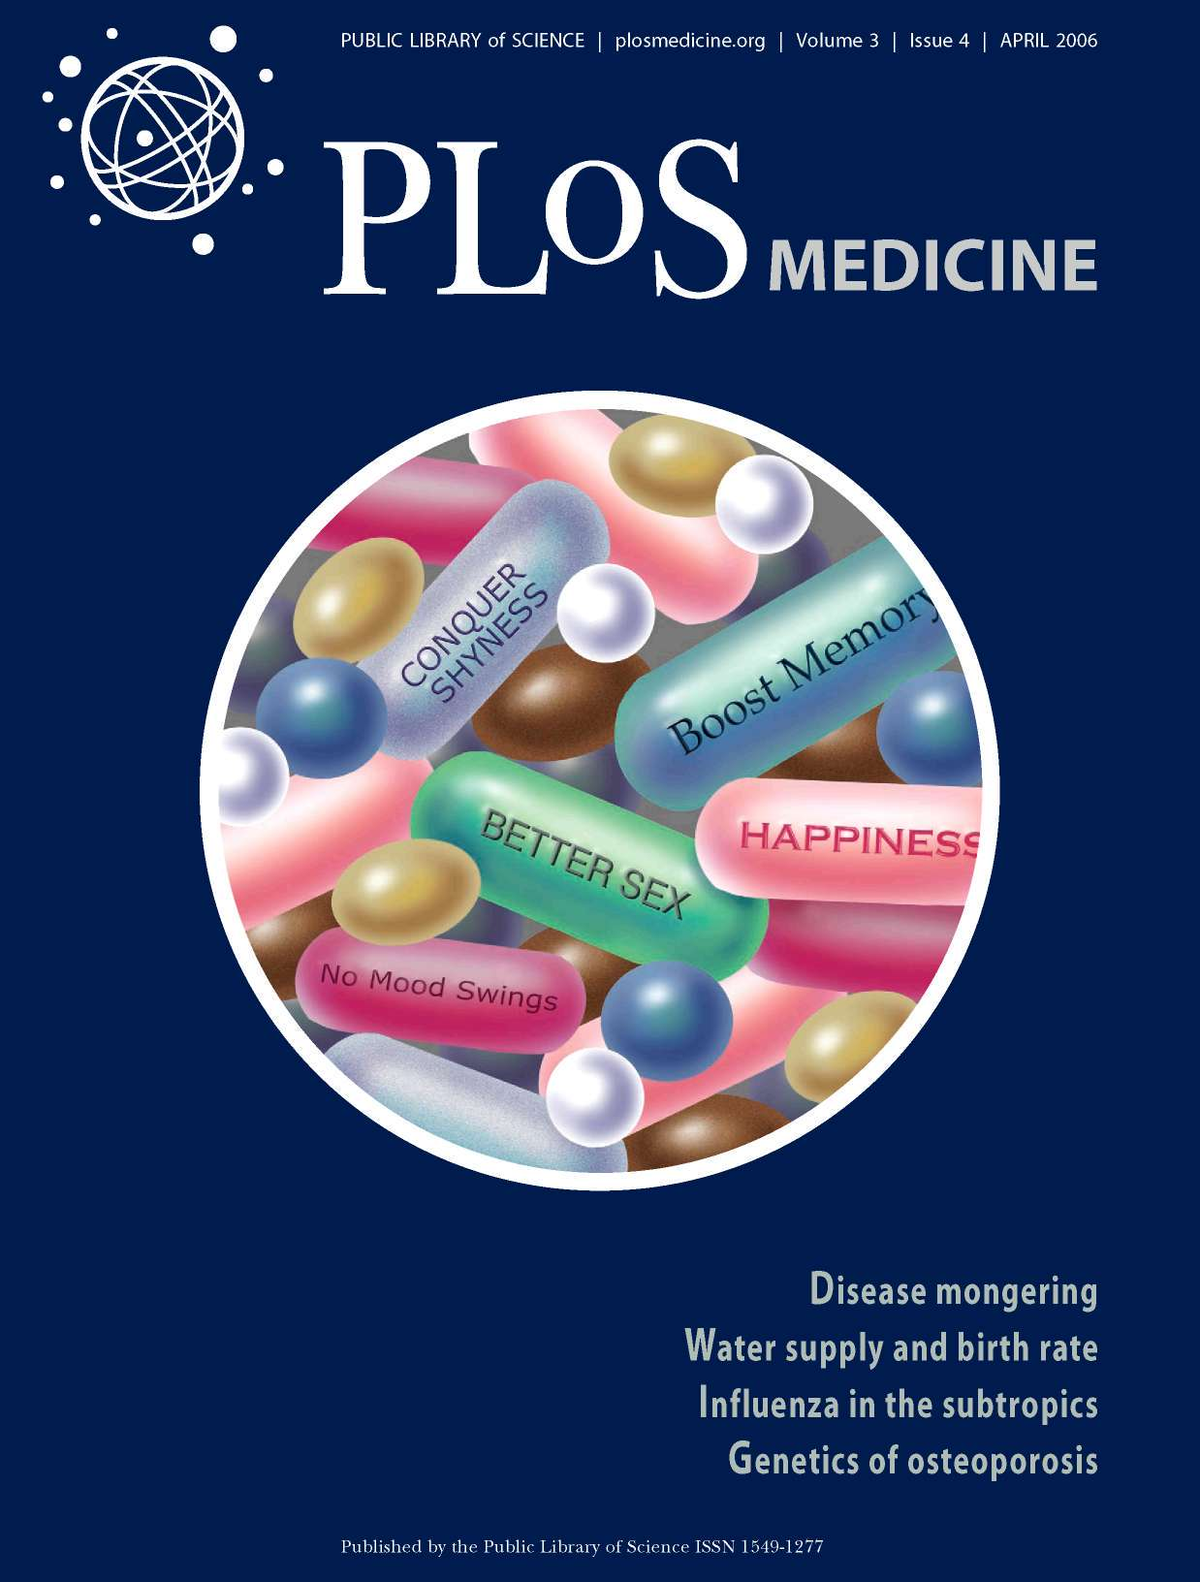 PUBLIC LIBRARY of SCIENCE | plosmedicine.org | Volume 3 | Issue 4 | APRIL 2006
PLoS MEDICINE
CONQUER
SHYNESS
Boost Memory
BETTER SEX
HAPPINESS
No Mood Swings
Disease mongering
Water supply and birth rate
Influenza in the subtropics
Genetics of osteoporosis
Published by the Public Library of Science ISSN 1549-1277